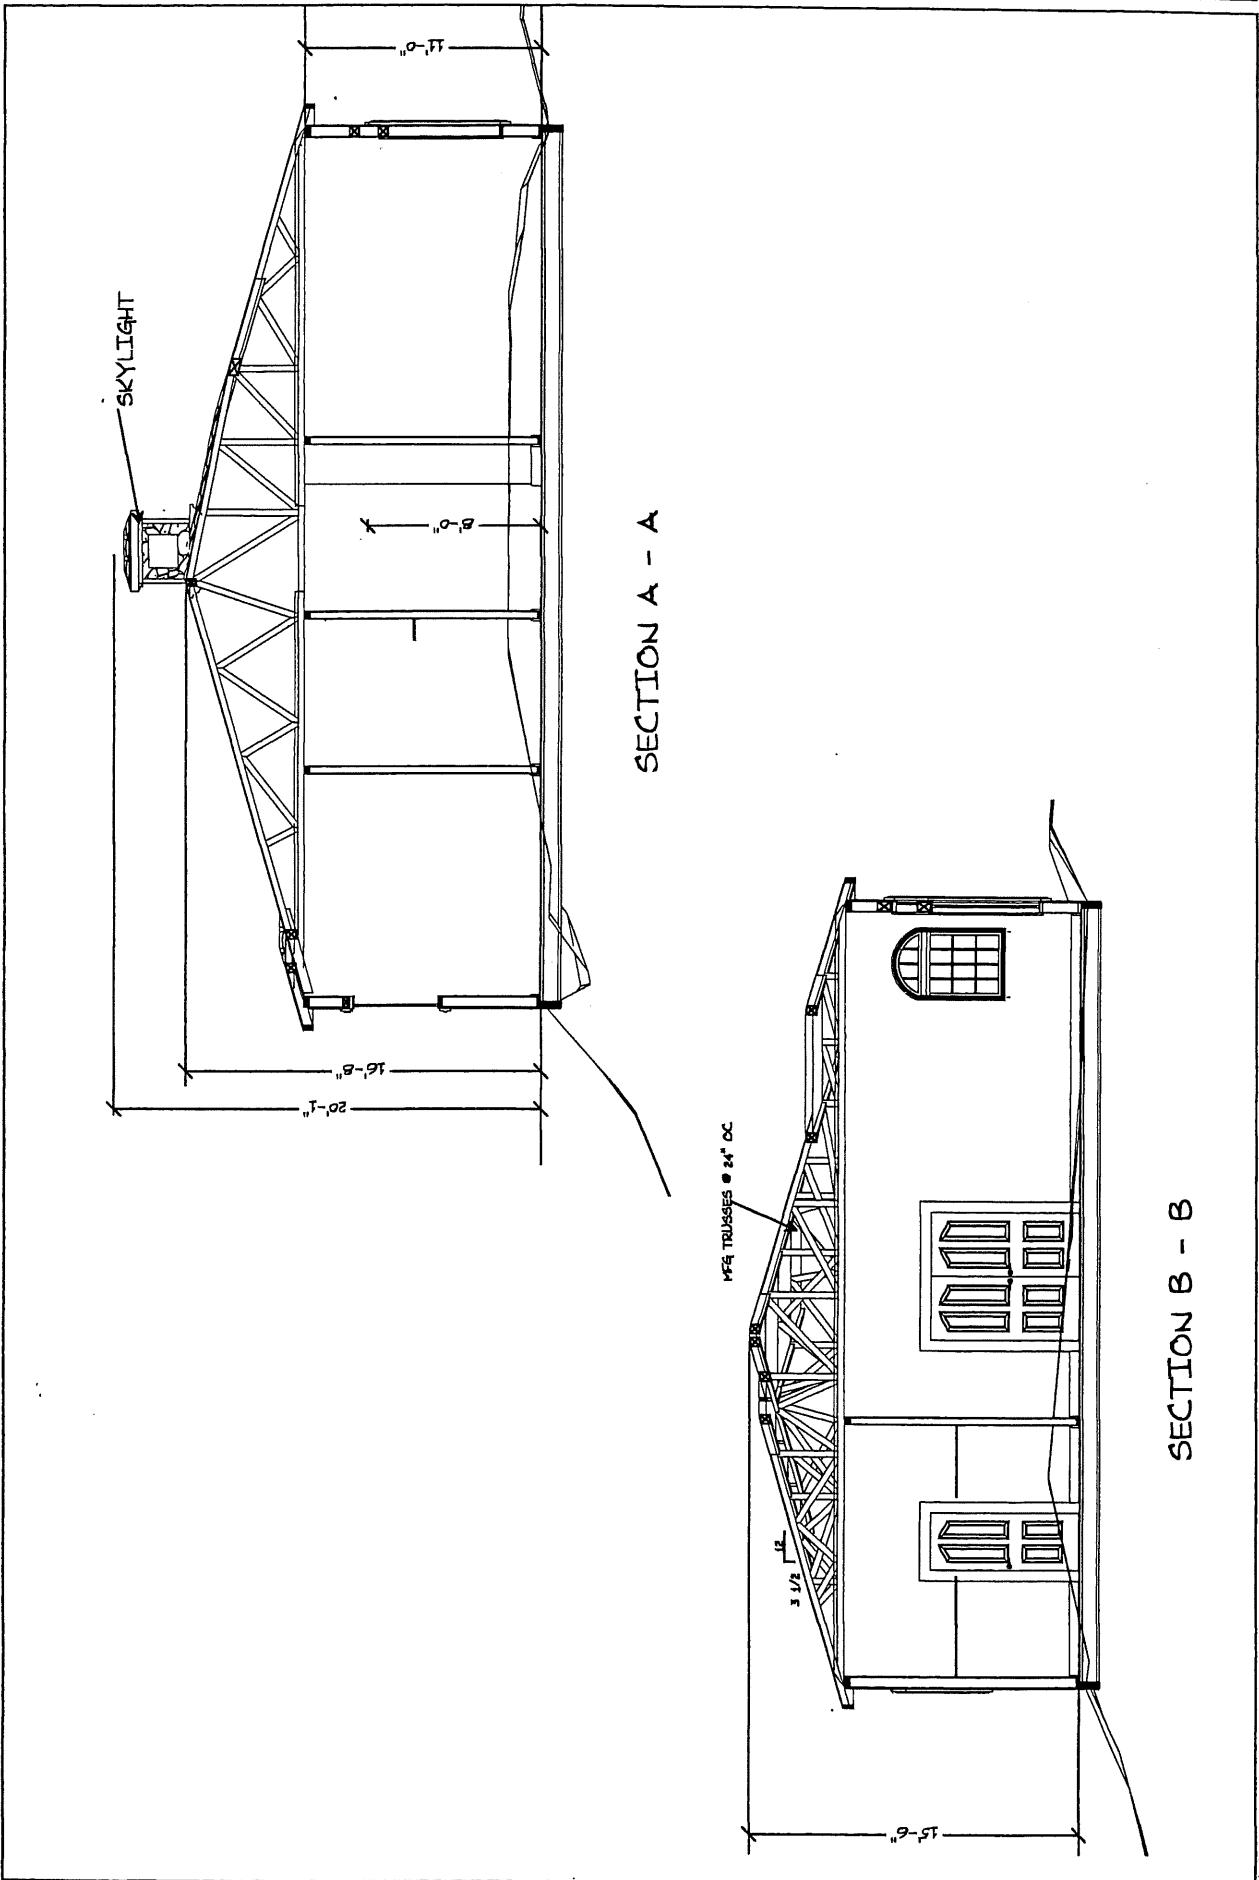 11'-0"
SKYLIGHT
8'-0"
16'-8"
20'-1"
SECTION A - A
MFG TRUSSES @ 24" OC
12
3 1/2
15'-6"
SECTION B - B